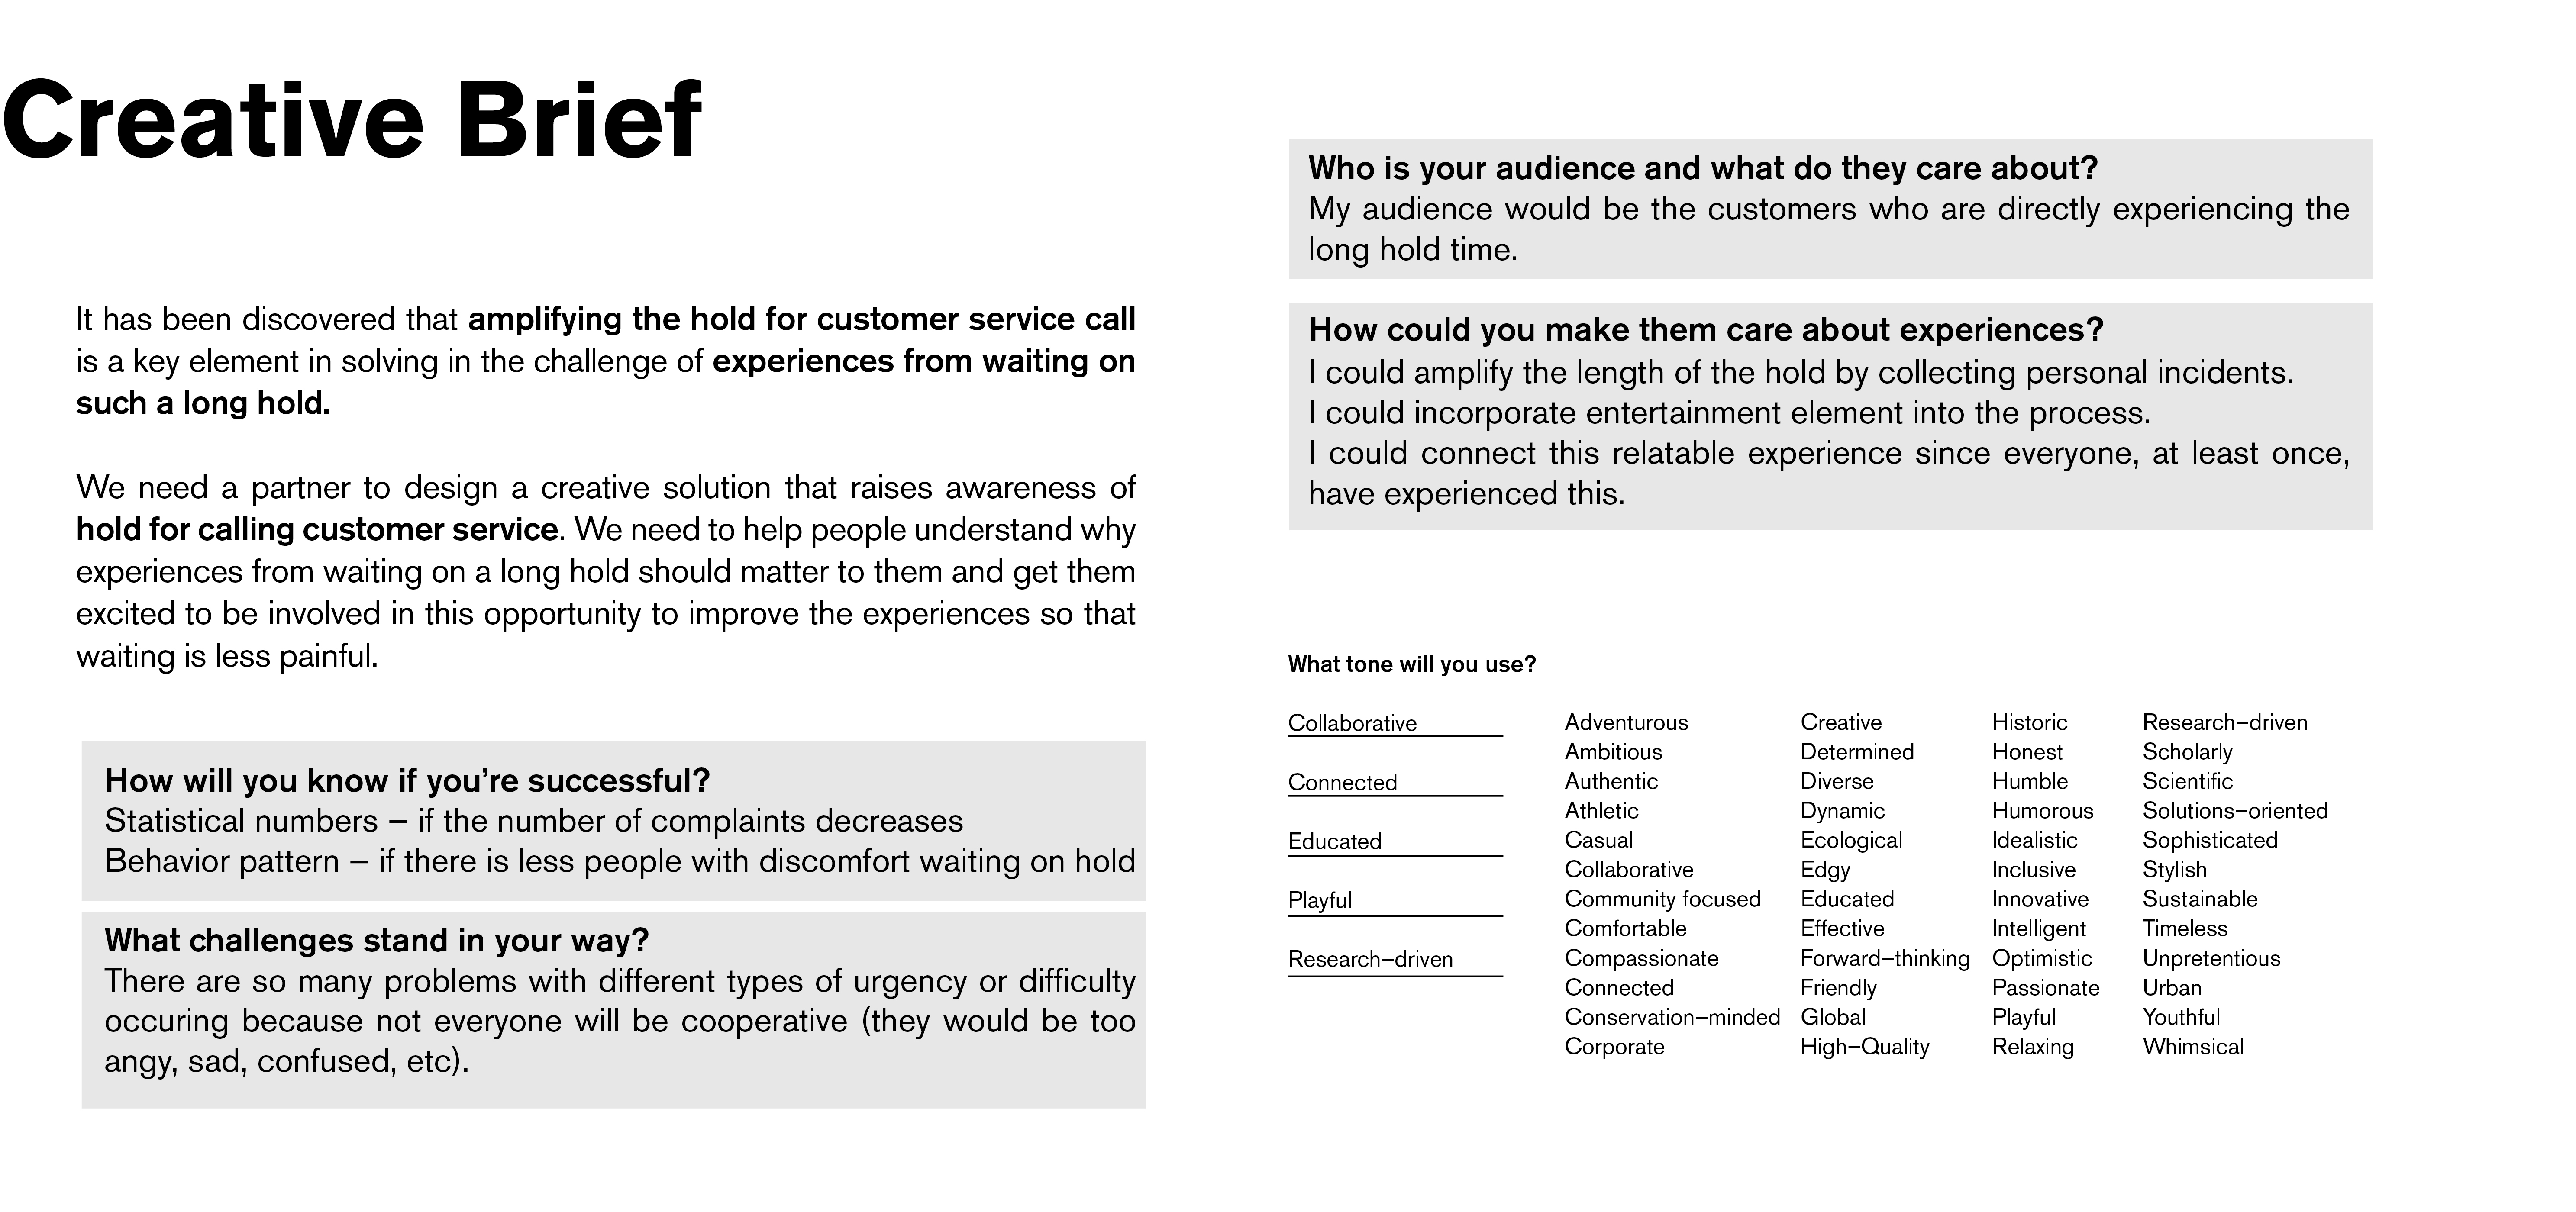 Creative Brief
It has been discovered that amplifying the hold for customer service call
is a key element in solving in the challenge of experiences from waiting on
such a long hold.
We need a partner to design a creative solution that raises awareness of
hold for calling customer service. We need to help people understand why
experiences from waiting on a long hold should matter to them and get them
excited to be involved in this opportunity to improve the experiences so that
waiting is less painful.
How will you know if you’re successful?
Statistical numbers – if the number of complaints decreases
Behavior pattern – if there is less people with discomfort waiting on hold
What challenges stand in your way?
There are so many problems with different types of urgency or difficulty
occuring because not everyone will be cooperative (they would be too
angy, sad, confused, etc).
Who is your audience and what do they care about?
My audience would be the customers who are directly experiencing the
long hold time.
How could you make them care about experiences?
I could amplify the length of the hold by collecting personal incidents.
I could incorporate entertainment element into the process.
I could connect this relatable experience since everyone, at least once,
have experienced this.
What tone will you use?
Collaborative
Connected
Educated
Playful
Research–driven
Adventurous
Ambitious
Authentic
Athletic
Casual
Collaborative
Community focused
Comfortable
Compassionate
Connected
Conservation–minded
Corporate
Creative
Determined
Diverse
Dynamic
Ecological
Edgy
Educated
Effective
Forward–thinking
Friendly
Global
High–Quality
Historic
Honest
Humble
Humorous
Idealistic
Inclusive
Innovative
Intelligent
Optimistic
Passionate
Playful
Relaxing
Research–driven
Scholarly
Scientific
Solutions–oriented
Sophisticated
Stylish
Sustainable
Timeless
Unpretentious
Urban
Youthful
Whimsical